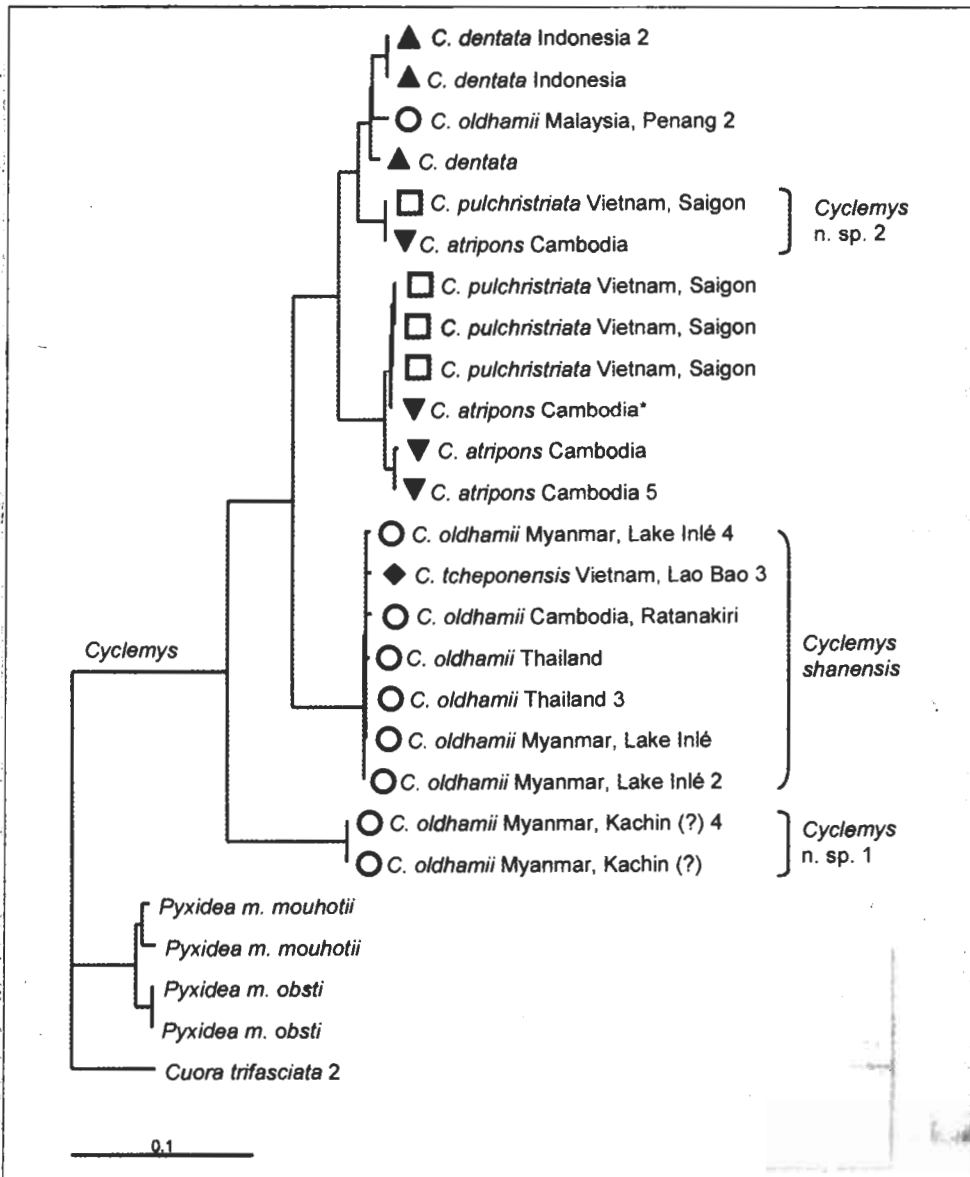 C. dentata Indonesia 2
C. dentata Indonesia
C. oldhamii Malaysia, Penang 2
C. dentata
C. pulchristriata Vietnam, Saigon
C. atripons Cambodia
Cyclemys
n. sp. 2
C. pulchristriata Vietnam, Saigon
C. pulchristriata Vietnam, Saigon
C. pulchristriata Vietnam, Saigon
C. atripons Cambodia*
C. atripons Cambodia
C. atripons Cambodia 5
C. oldhamii Myanmar, Lake Inlé 4
C. tcheponensis Vietnam, Lao Bao 3
C. oldhamii Cambodia, Ratanakiri
C. oldhamii Thailand
C. oldhamii Thailand 3
C. oldhamii Myanmar, Lake Inlé
C. oldhamii Myanmar, Lake Inlé 2
Cyclemys
shanensis
Cyclemys
C. oldhamii Myanmar, Kachin (?) 4
C. oldhamii Myanmar, Kachin (?)
Cyclemys
n. sp. 1
Pyxidea m. mouhotii
Pyxidea m. mouhotii
Pyxidea m. obsti
Pyxidea m. obsti
Cuora trifasciata 2
0.1